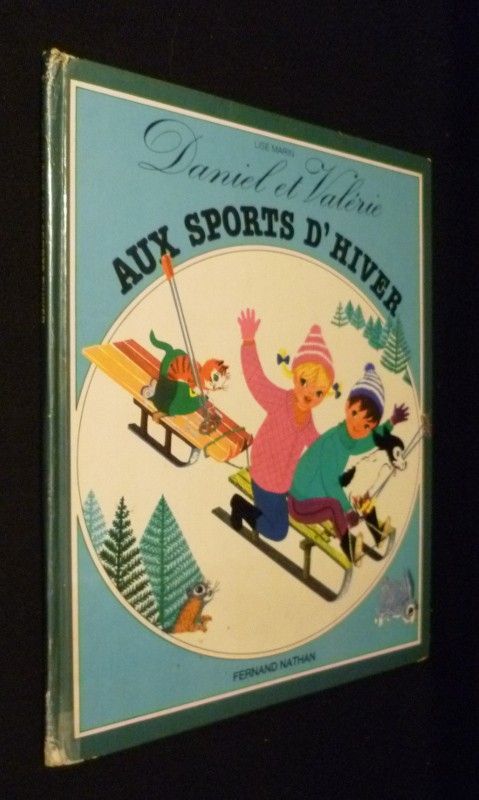 LISE MARIN
Daniel et Valérie
AUX SPORTS D'HIVER
FERNAND NATHAN